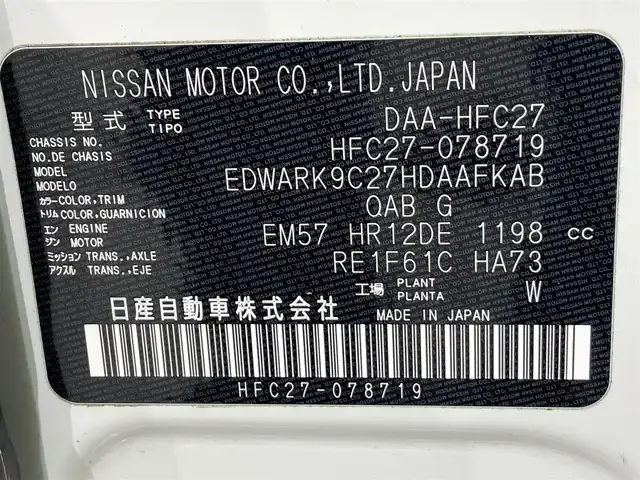 NISSAN MOTOR CO.,LTD.JAPAN
型式 TYPE TIPO DAA-HFC27
CHASSIS NO. NO.DE CHASIS HFC27-078719
MODEL MODELO EDWARK9C27HDAAFKAB
カラー COLOR,TRIM トリム COLOR,GUARNICION QAB G
エン ENGINE ジン MOTOR EM57 HR12DE 1198 cc
ミッション TRANS.,AXLE アクスル TRANS.,EJE RE1F61C HA73
工場 PLANT PLANTA W
日産自動車株式会社 MADE IN JAPAN
HFC27-078719